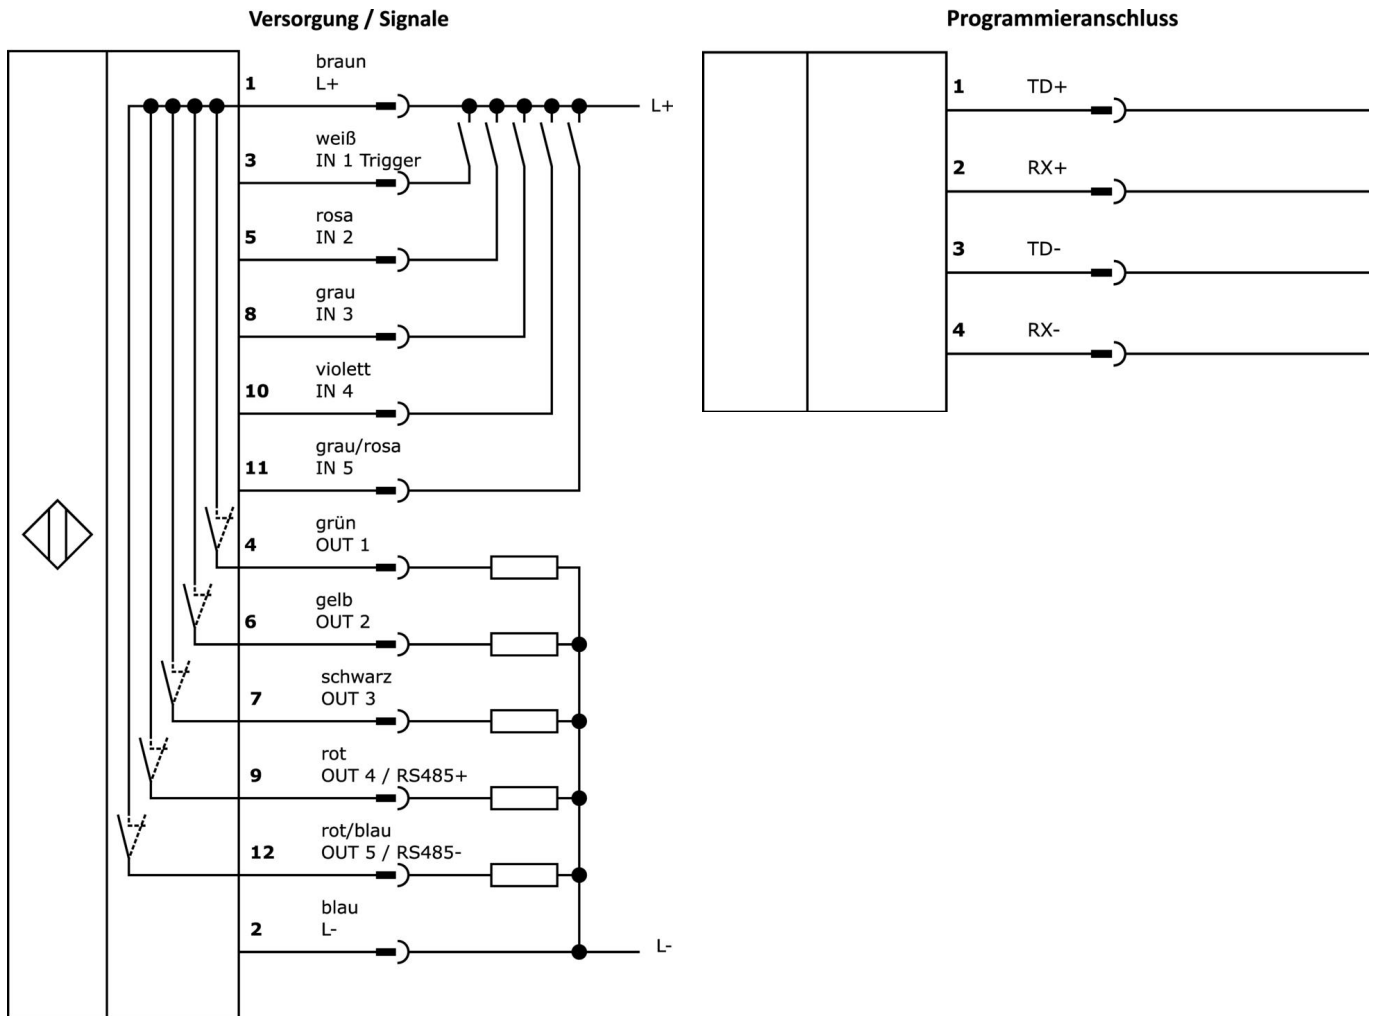 Versorgung / Signale
1
braun
L+
L+
3
weiß
IN 1 Trigger
5
rosa
IN 2
8
grau
IN 3
10
violett
IN 4
11
grau/rosa
IN 5
4
grün
OUT 1
6
gelb
OUT 2
7
schwarz
OUT 3
9
rot
OUT 4 / RS485+
12
rot/blau
OUT 5 / RS485-
2
blau
L-
L-
Programmieranschluss
1 TD+
2 RX+
3 TD-
4 RX-